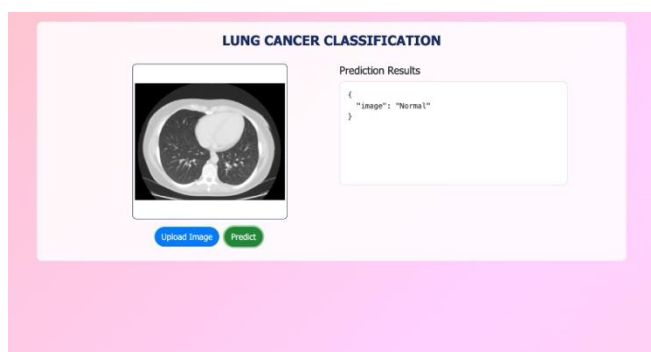 LUNG CANCER CLASSIFICATION
Prediction Results
{
"image": "Normal"
}
Upload Image
Predict